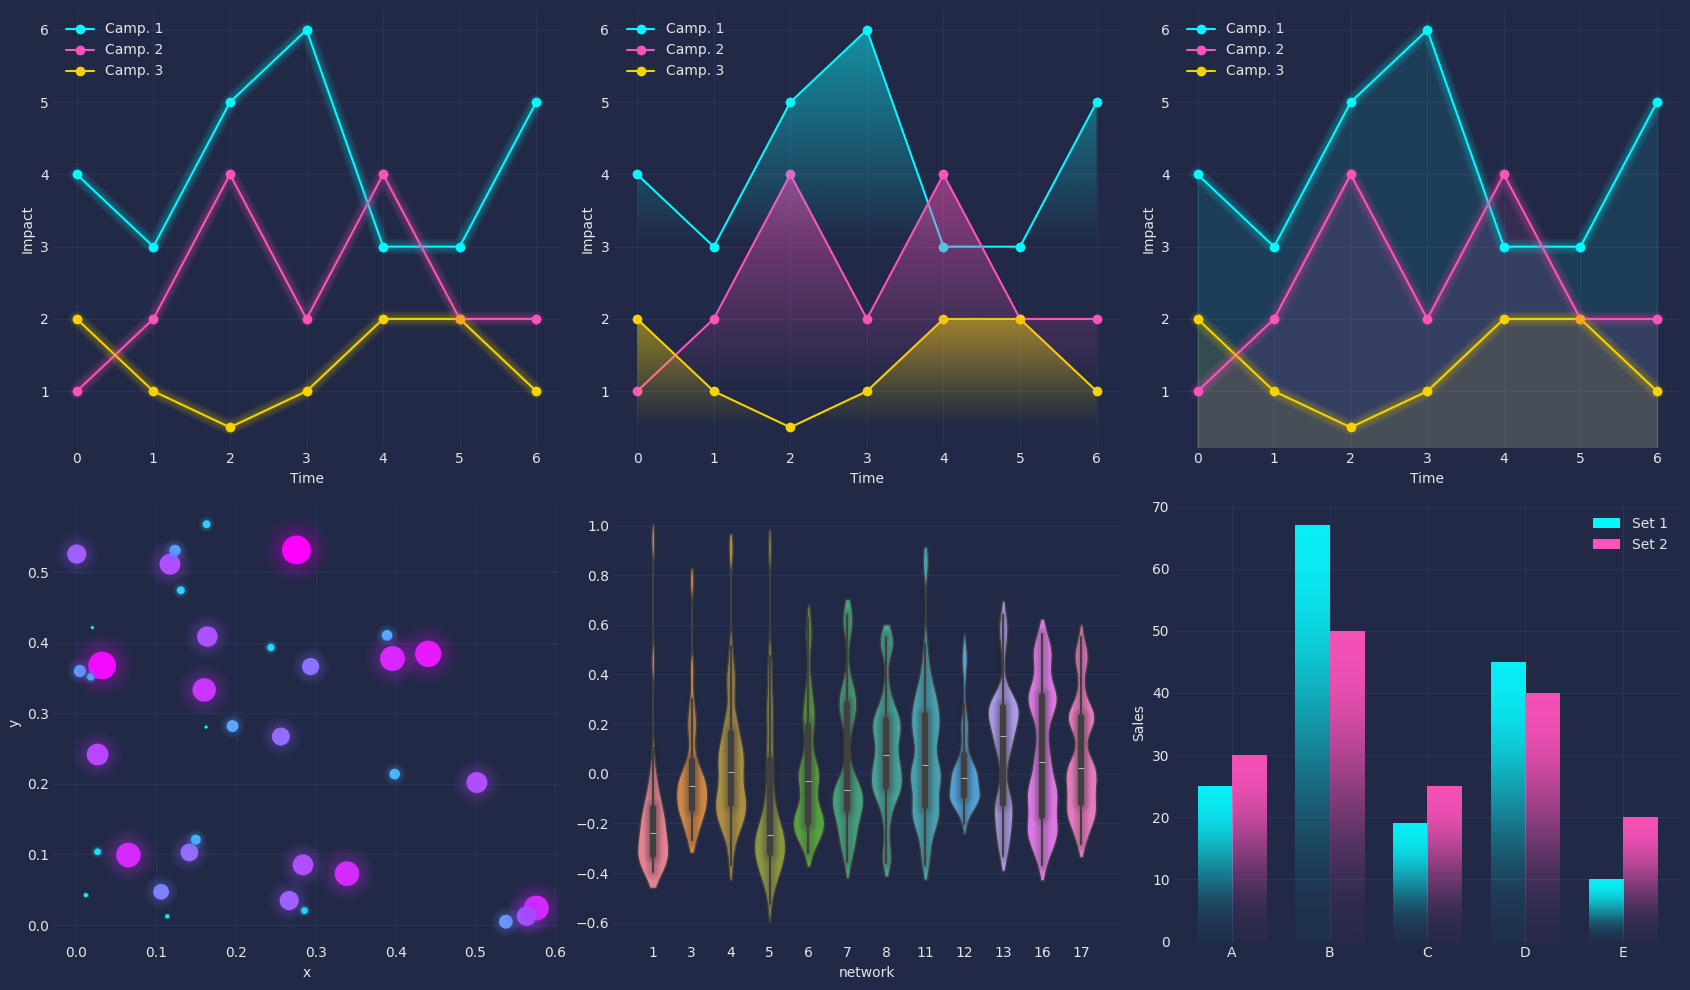 Camp. 1
Camp. 2
Camp. 3
6
5
4
3
2
1
Impact
0 1 2 3 4 5 6
Time
Camp. 1
Camp. 2
Camp. 3
6
5
4
3
2
1
Impact
0 1 2 3 4 5 6
Time
Camp. 1
Camp. 2
Camp. 3
6
5
4
3
2
1
Impact
0 1 2 3 4 5 6
Time
0.5
0.4
0.3
0.2
0.1
0.0
y
0.0 0.1 0.2 0.3 0.4 0.5 0.6
x
1.0
0.8
0.6
0.4
0.2
0.0
−0.2
−0.4
−0.6
1 3 4 5 6 7 8 11 12 13 16 17
network
Set 1
Set 2
70
60
50
40
30
20
10
0
Sales
A B C D E